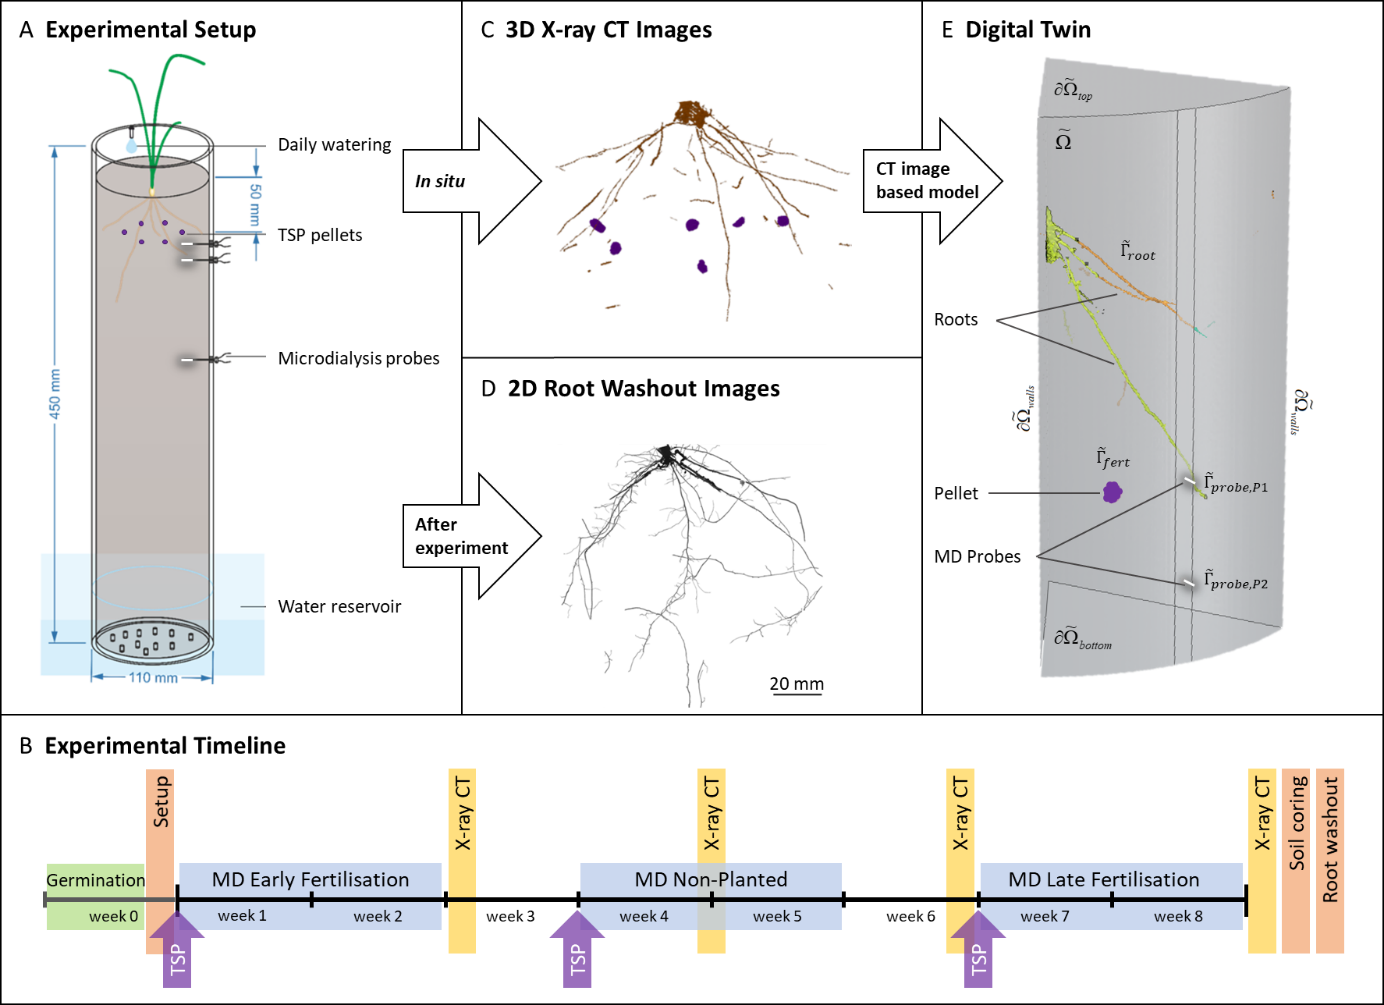 A Experimental Setup
Daily watering
50 mm
TSP pellets
450 mm
Microdialysis probes
Water reservoir
110 mm
C 3D X-ray CT Images
In situ
D 2D Root Washout Images
After
experiment
20 mm
E Digital Twin
CT image
based model
∂Ω̃top
Ω̃
Γ̃root
Roots
∂Ω̃walls
∂Ω̃walls
Γ̃fert
Pellet
Γ̃probe,P1
MD Probes
Γ̃probe,P2
∂Ω̃bottom
B Experimental Timeline
Setup
X-ray CT
X-ray CT
X-ray CT
X-ray CT
Soil coring
Root washout
Germination
MD Early Fertilisation
MD Non-Planted
MD Late Fertilisation
week 0
week 1
week 2
week 3
week 4
week 5
week 6
week 7
week 8
TSP
TSP
TSP